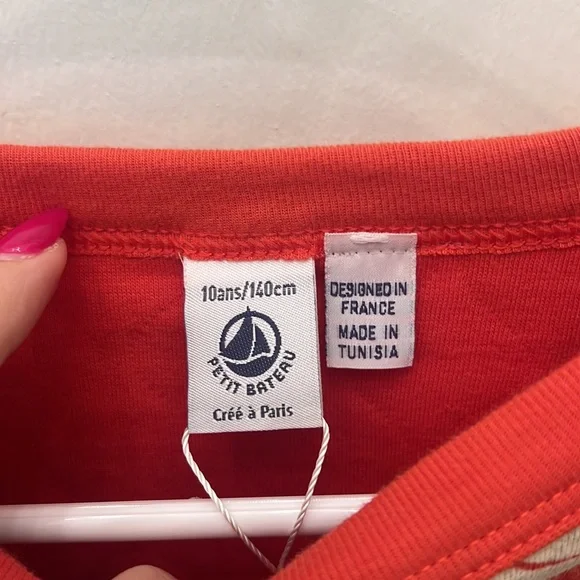 10ans/140cm
PETIT BATEAU
Créé à Paris
DESIGNED IN
FRANCE
MADE IN
TUNISIA